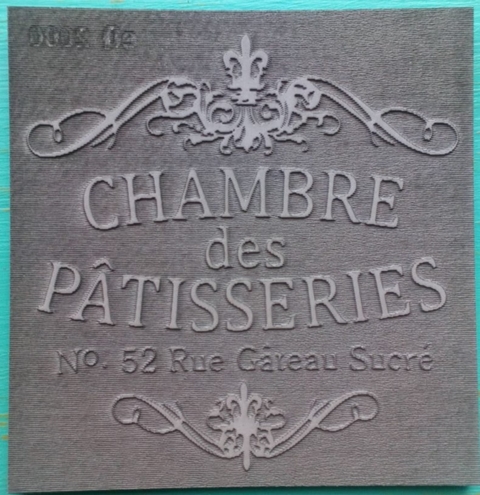 CHAMBRE
des
PÂTISSERIES
No. 52 Rue Gâteau Sucré